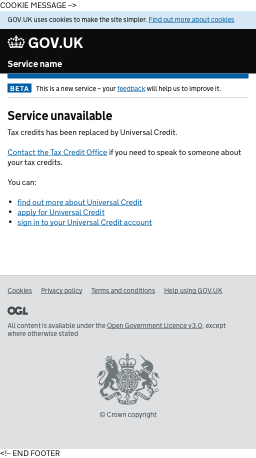 COOKIE MESSAGE -->
GOV.UK uses cookies to make the site simpler. Find out more about cookies
GOV.UK
Service name
BETA This is a new service – your feedback will help us to improve it.
Service unavailable
Tax credits has been replaced by Universal Credit.
Contact the Tax Credit Office if you need to speak to someone about
your tax credits.
You can:
• find out more about Universal Credit
• apply for Universal Credit
• sign in to your Universal Credit account
Cookies Privacy policy Terms and conditions Help using GOV.UK
OGL
All content is available under the Open Government Licence v3.0, except
where otherwise stated
© Crown copyright
<!-- END FOOTER